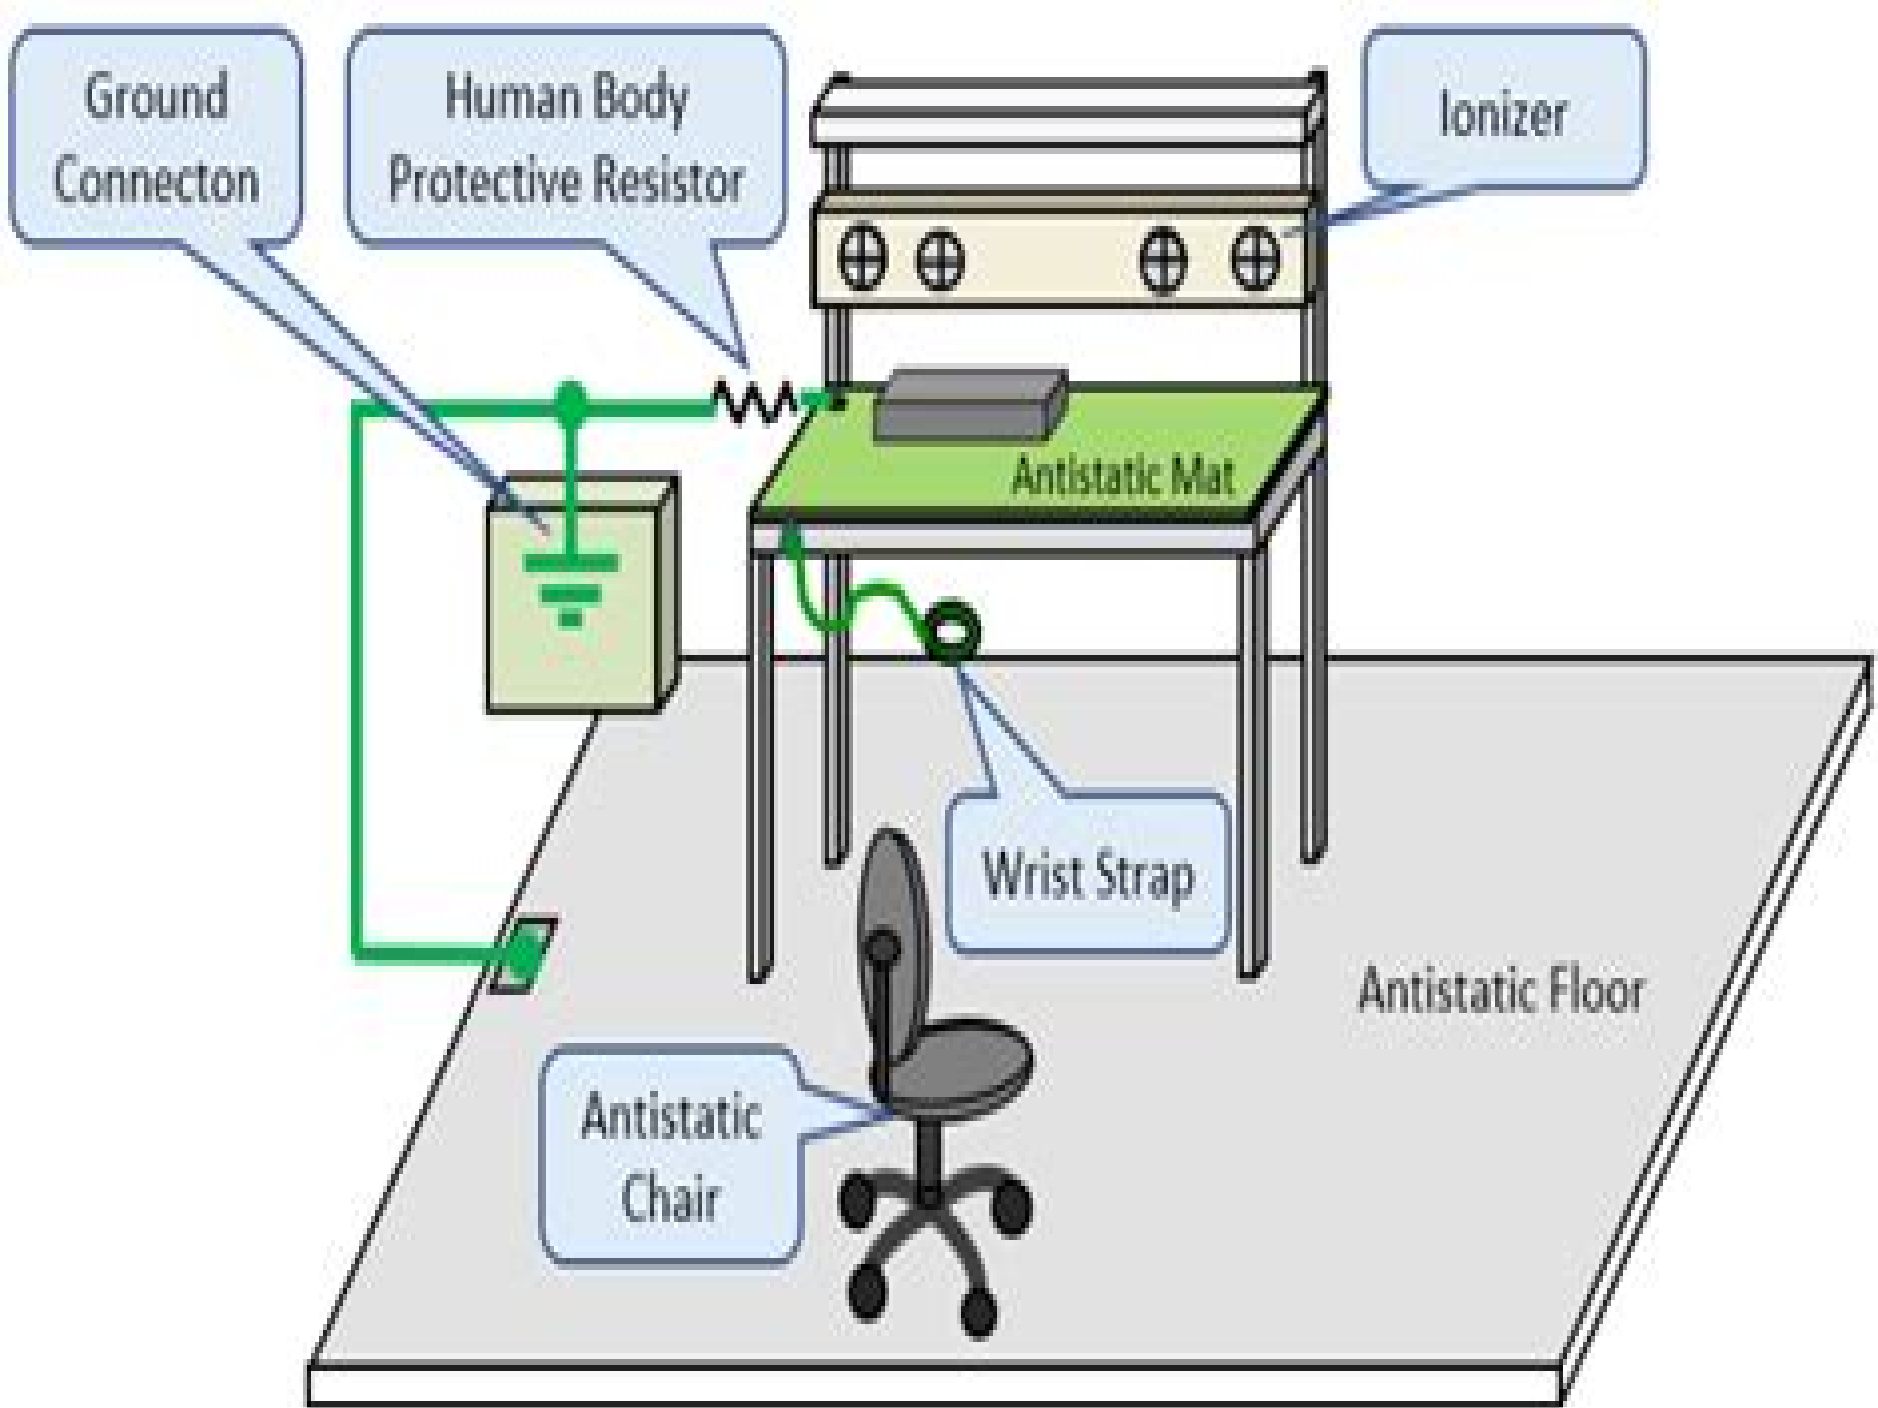 Ground
Connecton
Human Body
Protective Resistor
Ionizer
Antistatic Mat
Wrist Strap
Antistatic Floor
Antistatic
Chair